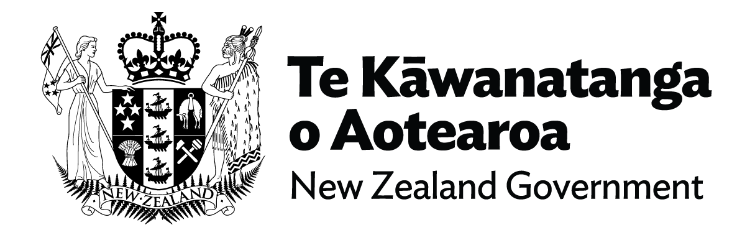 NEW·ZEALAND
Te Kāwanatanga
o Aotearoa
New Zealand Government